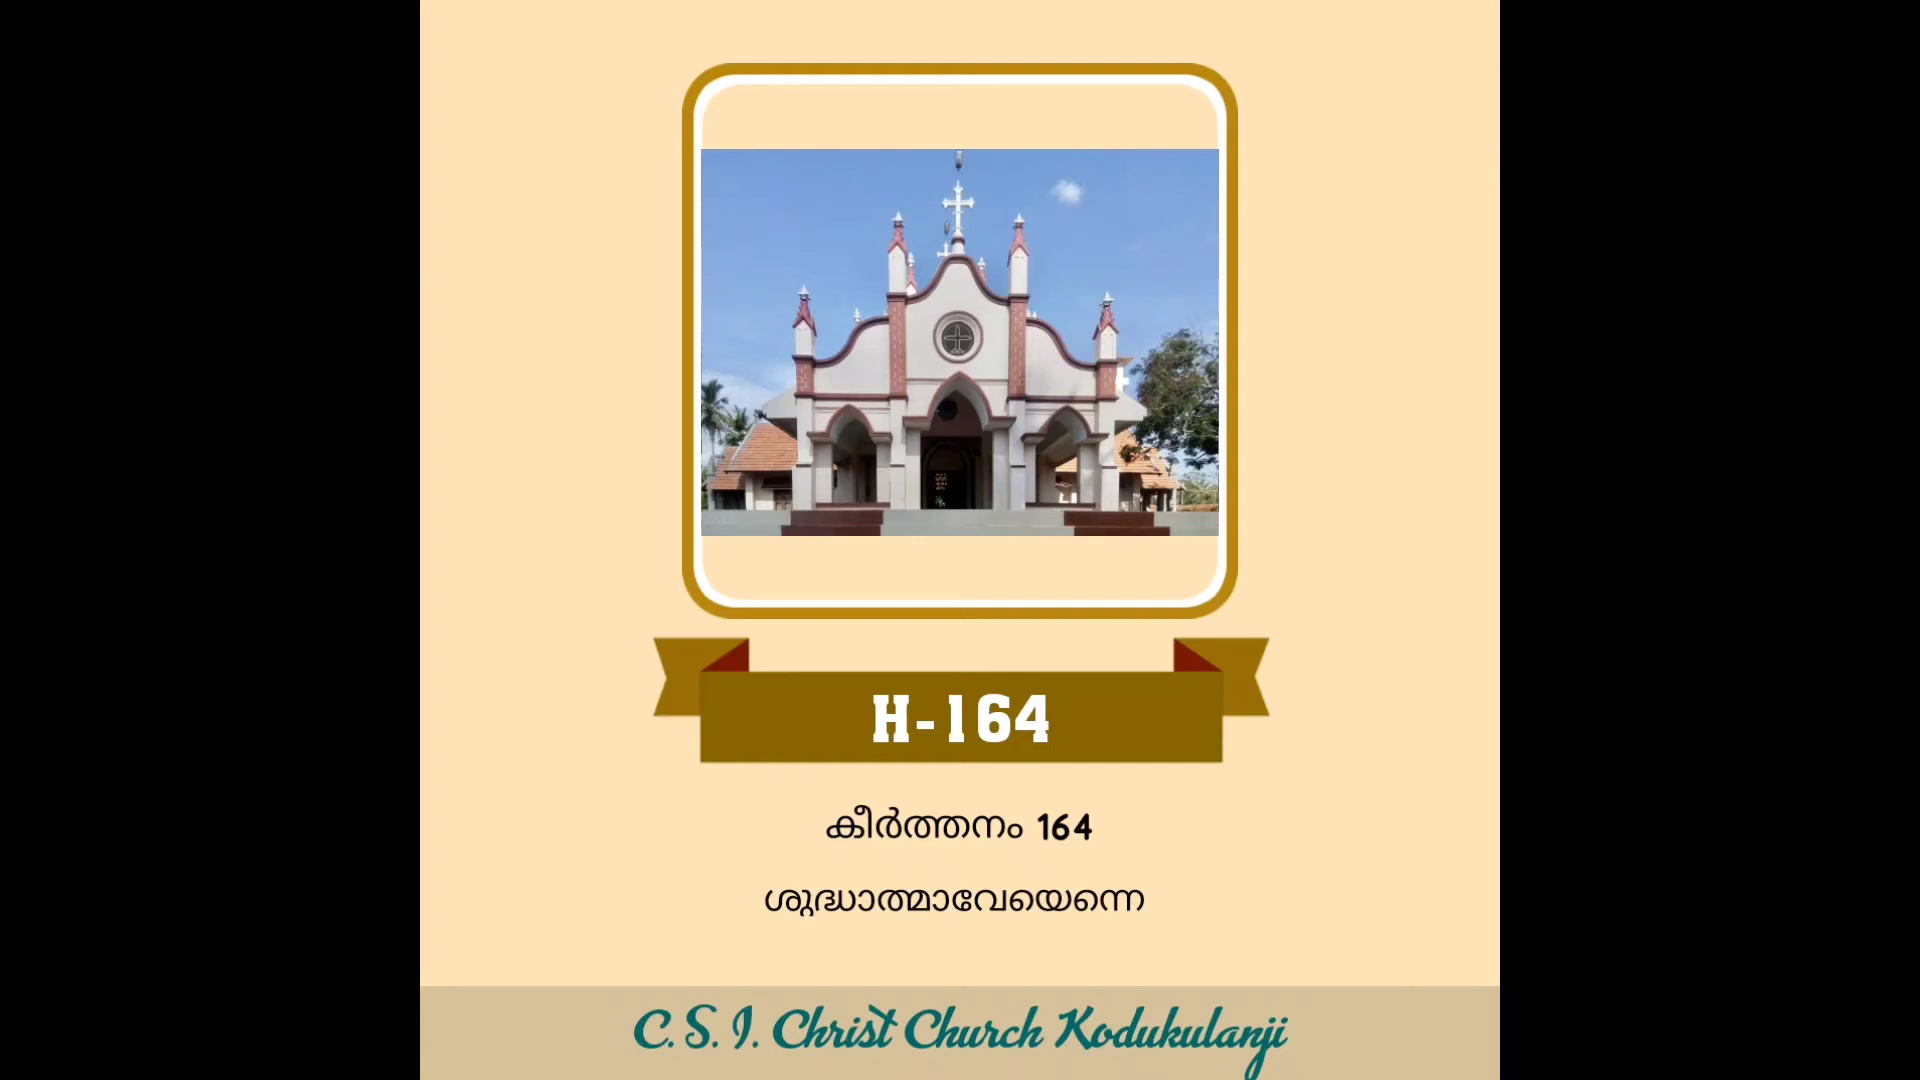 H-164
കീർത്തനം 164
ശുദ്ധാത്മാവേയെന്നെ
C. S. I. Christ Church Kodukulanji